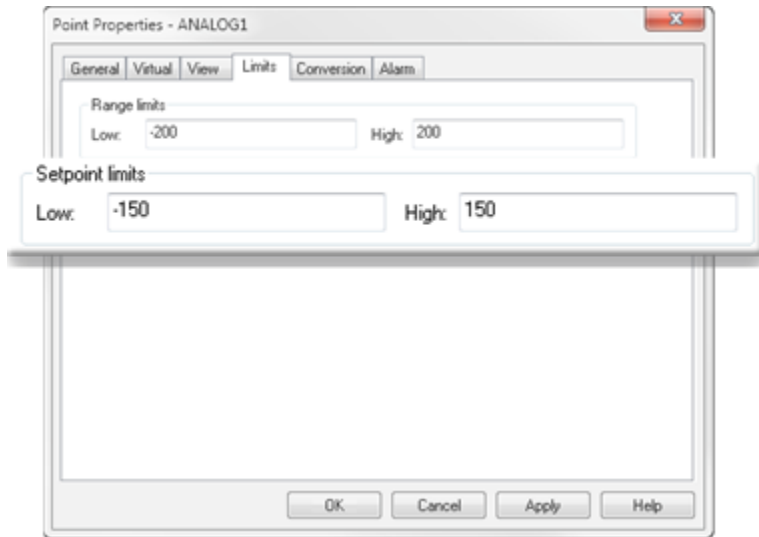 Point Properties - ANALOG1
General Virtual View Limits Conversion Alarm
Range limits
Low: -200 High: 200
Setpoint limits
Low: -150 High: 150
OK Cancel Apply Help